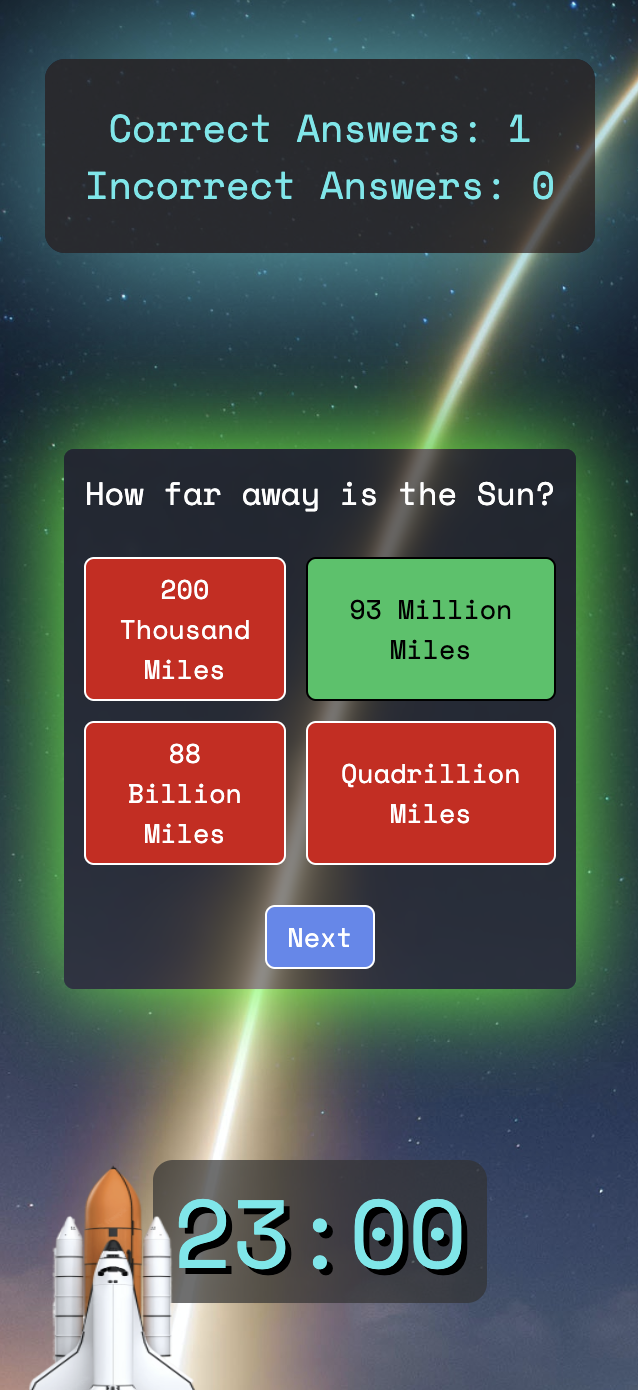 Correct Answers: 1
Incorrect Answers: 0
How far away is the Sun?
200
Thousand
Miles
93 Million
Miles
88
Billion
Miles
Quadrillion
Miles
Next
23:00